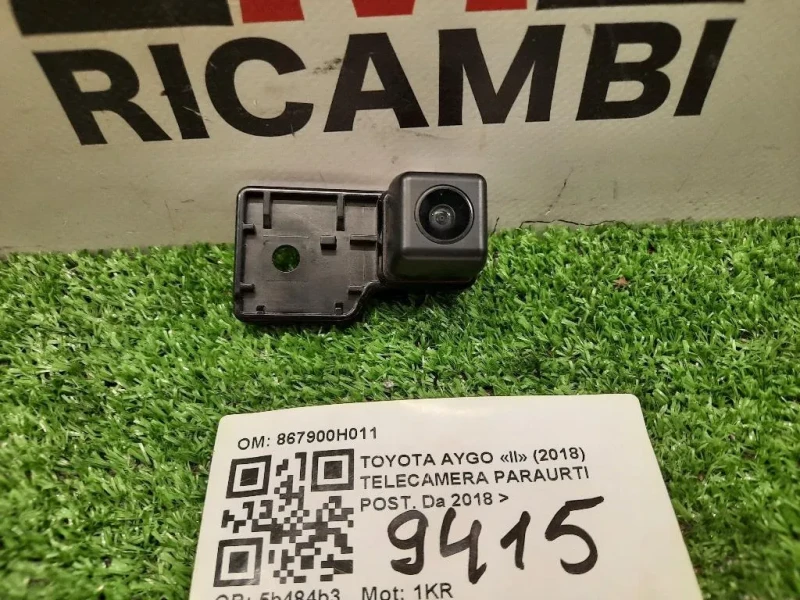 RICAMBI
OM: 867900H011
TOYOTA AYGO «II» (2018)
TELECAMERA PARAURTI
POST. Da 2018 >
9415
Mot: 1KR